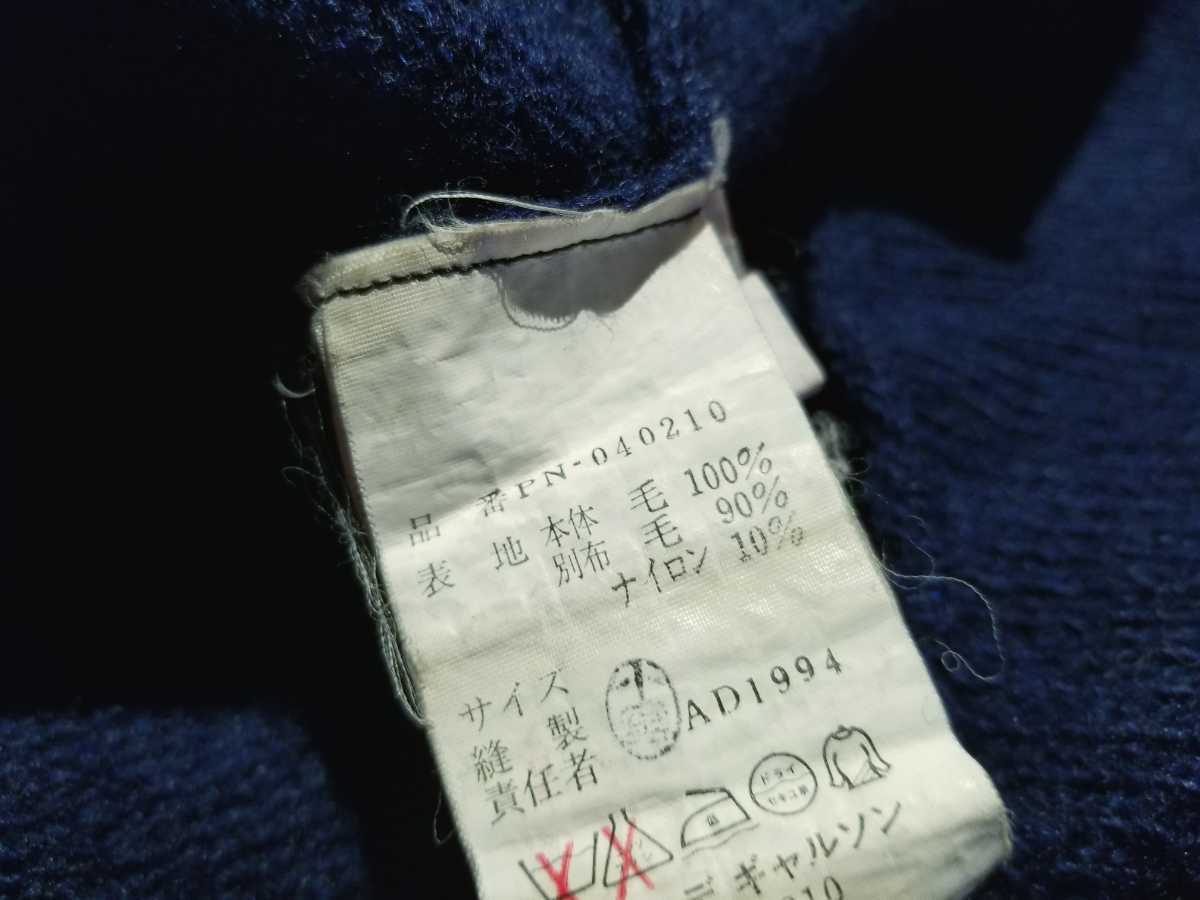 品 番 PN-040210
表 地 本体 毛 100%
別布 毛 90%
ナイロン 10%
サイズ
縫 製 AD1994
責任者
ドライ
ギャルソン